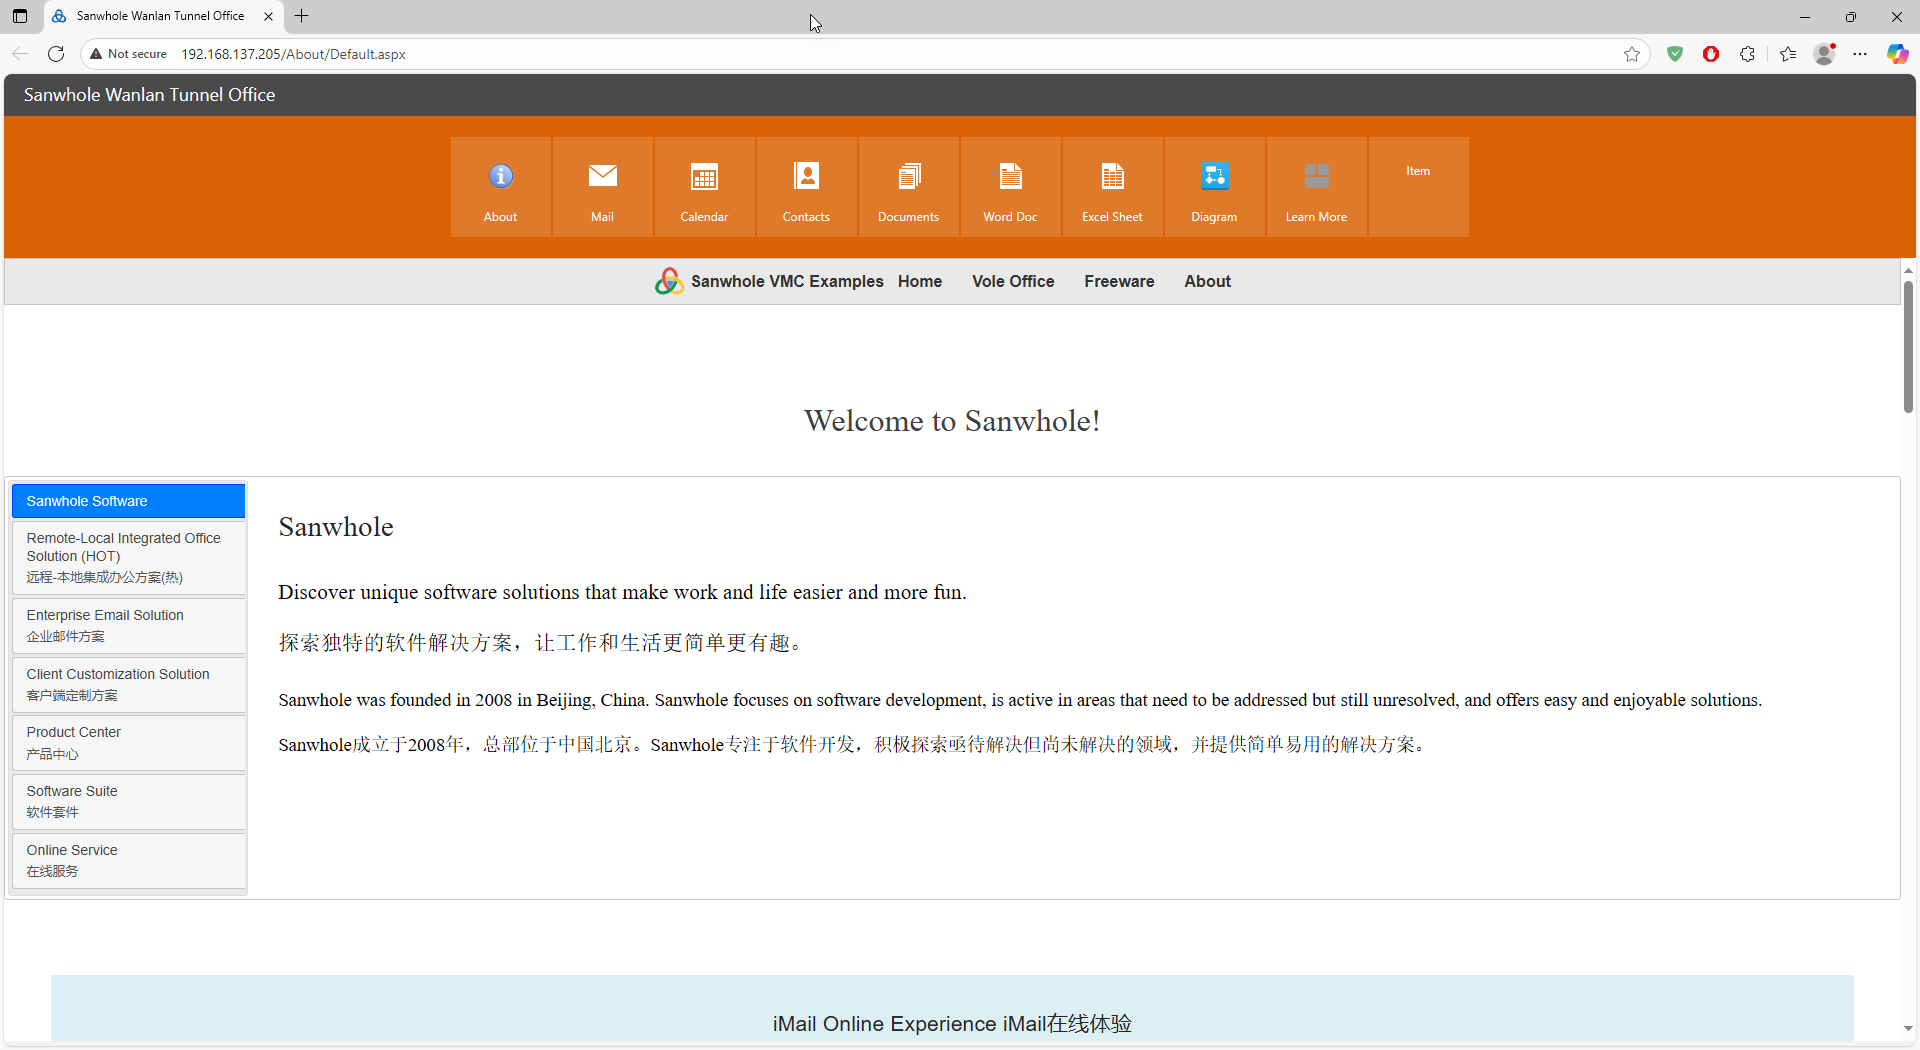 Sanwhole Wanlan Tunnel Office
Not secure
192.168.137.205/About/Default.aspx
Sanwhole Wanlan Tunnel Office
About
Mail
Calendar
Contacts
Documents
Word Doc
Excel Sheet
Diagram
Learn More
Item
Sanwhole VMC Examples
Home
Vole Office
Freeware
About
Welcome to Sanwhole!
Sanwhole Software
Remote-Local Integrated Office
Solution (HOT)
远程-本地集成办公方案(热)
Enterprise Email Solution
企业邮件方案
Client Customization Solution
客户端定制方案
Product Center
产品中心
Software Suite
软件套件
Online Service
在线服务
Sanwhole
Discover unique software solutions that make work and life easier and more fun.
探索独特的软件解决方案，让工作和生活更简单更有趣。
Sanwhole was founded in 2008 in Beijing, China. Sanwhole focuses on software development, is active in areas that need to be addressed but still unresolved, and offers easy and enjoyable solutions.
Sanwhole成立于2008年，总部位于中国北京。Sanwhole专注于软件开发，积极探索亟待解决但尚未解决的领域，并提供简单易用的解决方案。
iMail Online Experience iMail在线体验